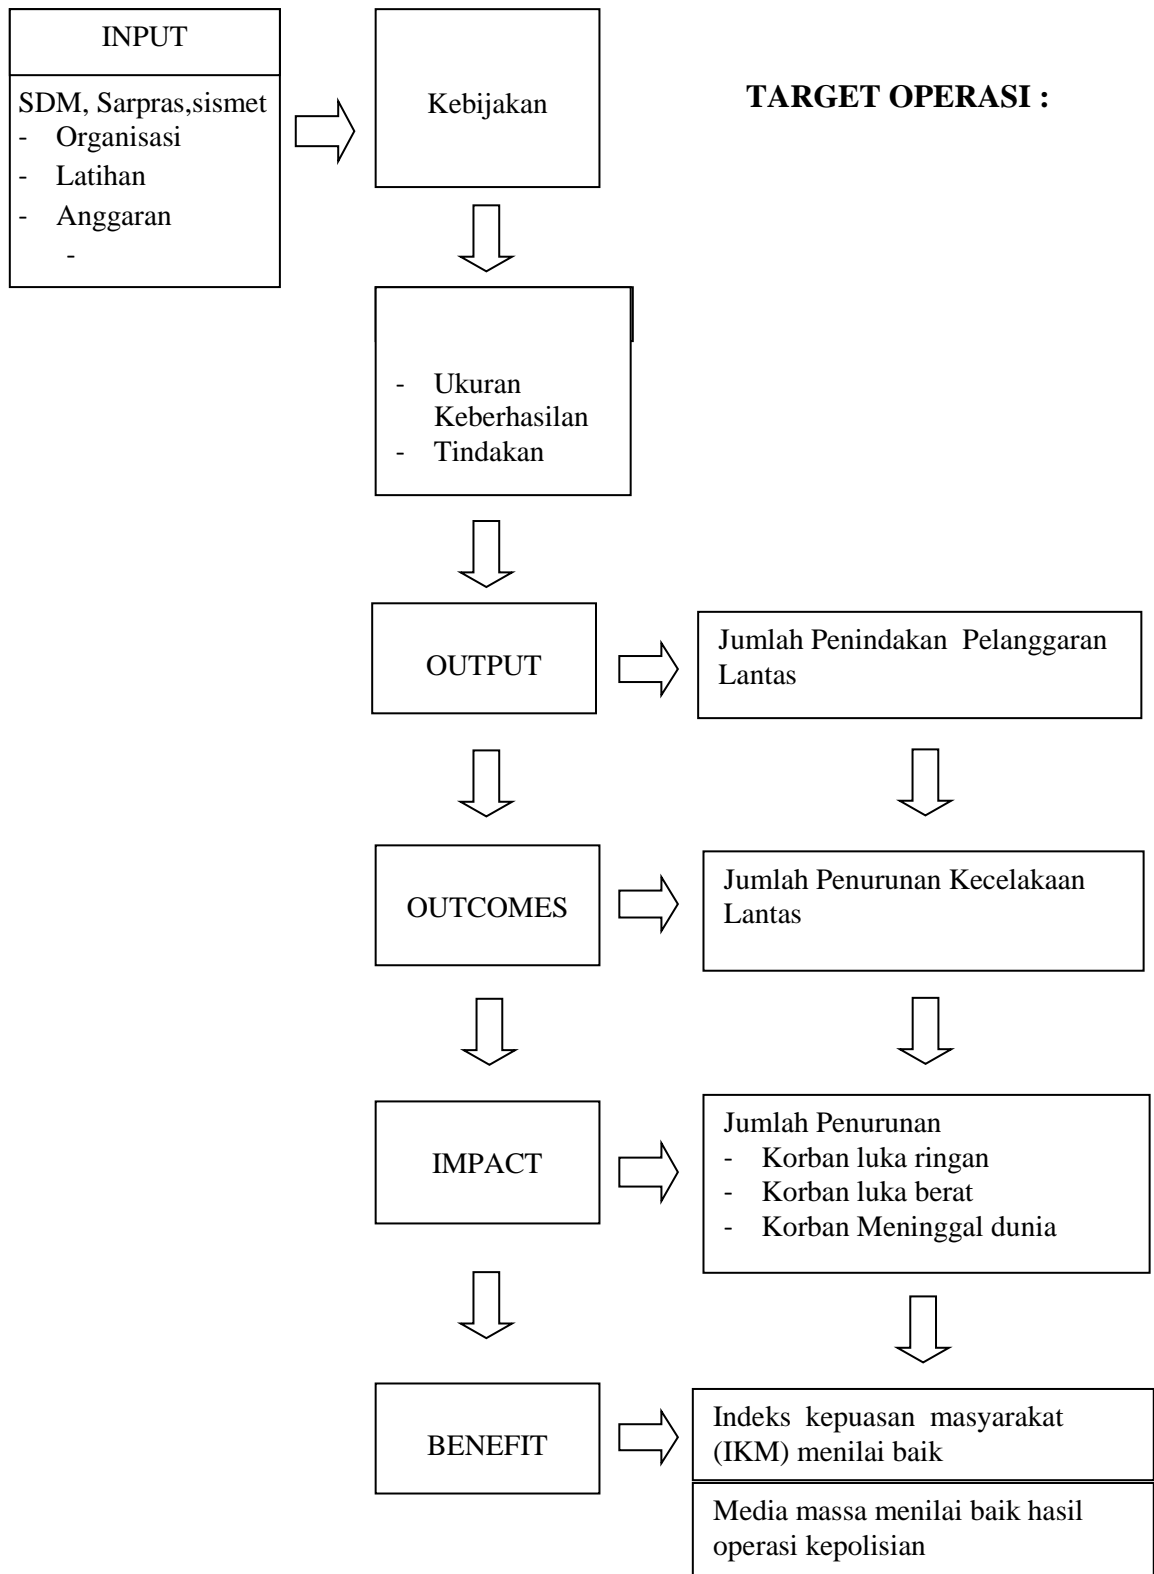 INPUT
SDM, Sarpras,sismet
- Organisasi
- Latihan
- Anggaran
-
Kebijakan
TARGET OPERASI :
- Ukuran
Keberhasilan
- Tindakan
OUTPUT
Jumlah Penindakan Pelanggaran
Lantas
OUTCOMES
Jumlah Penurunan Kecelakaan
Lantas
IMPACT
Jumlah Penurunan
- Korban luka ringan
- Korban luka berat
- Korban Meninggal dunia
BENEFIT
Indeks kepuasan masyarakat
(IKM) menilai baik
Media massa menilai baik hasil
operasi kepolisian